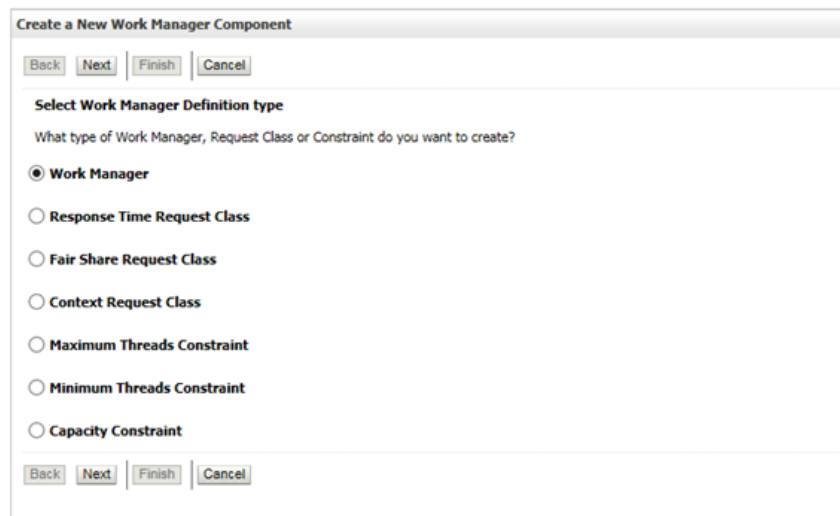 Create a New Work Manager Component
Back Next Finish Cancel
Select Work Manager Definition type
What type of Work Manager, Request Class or Constraint do you want to create?
Work Manager
Response Time Request Class
Fair Share Request Class
Context Request Class
Maximum Threads Constraint
Minimum Threads Constraint
Capacity Constraint
Back Next Finish Cancel